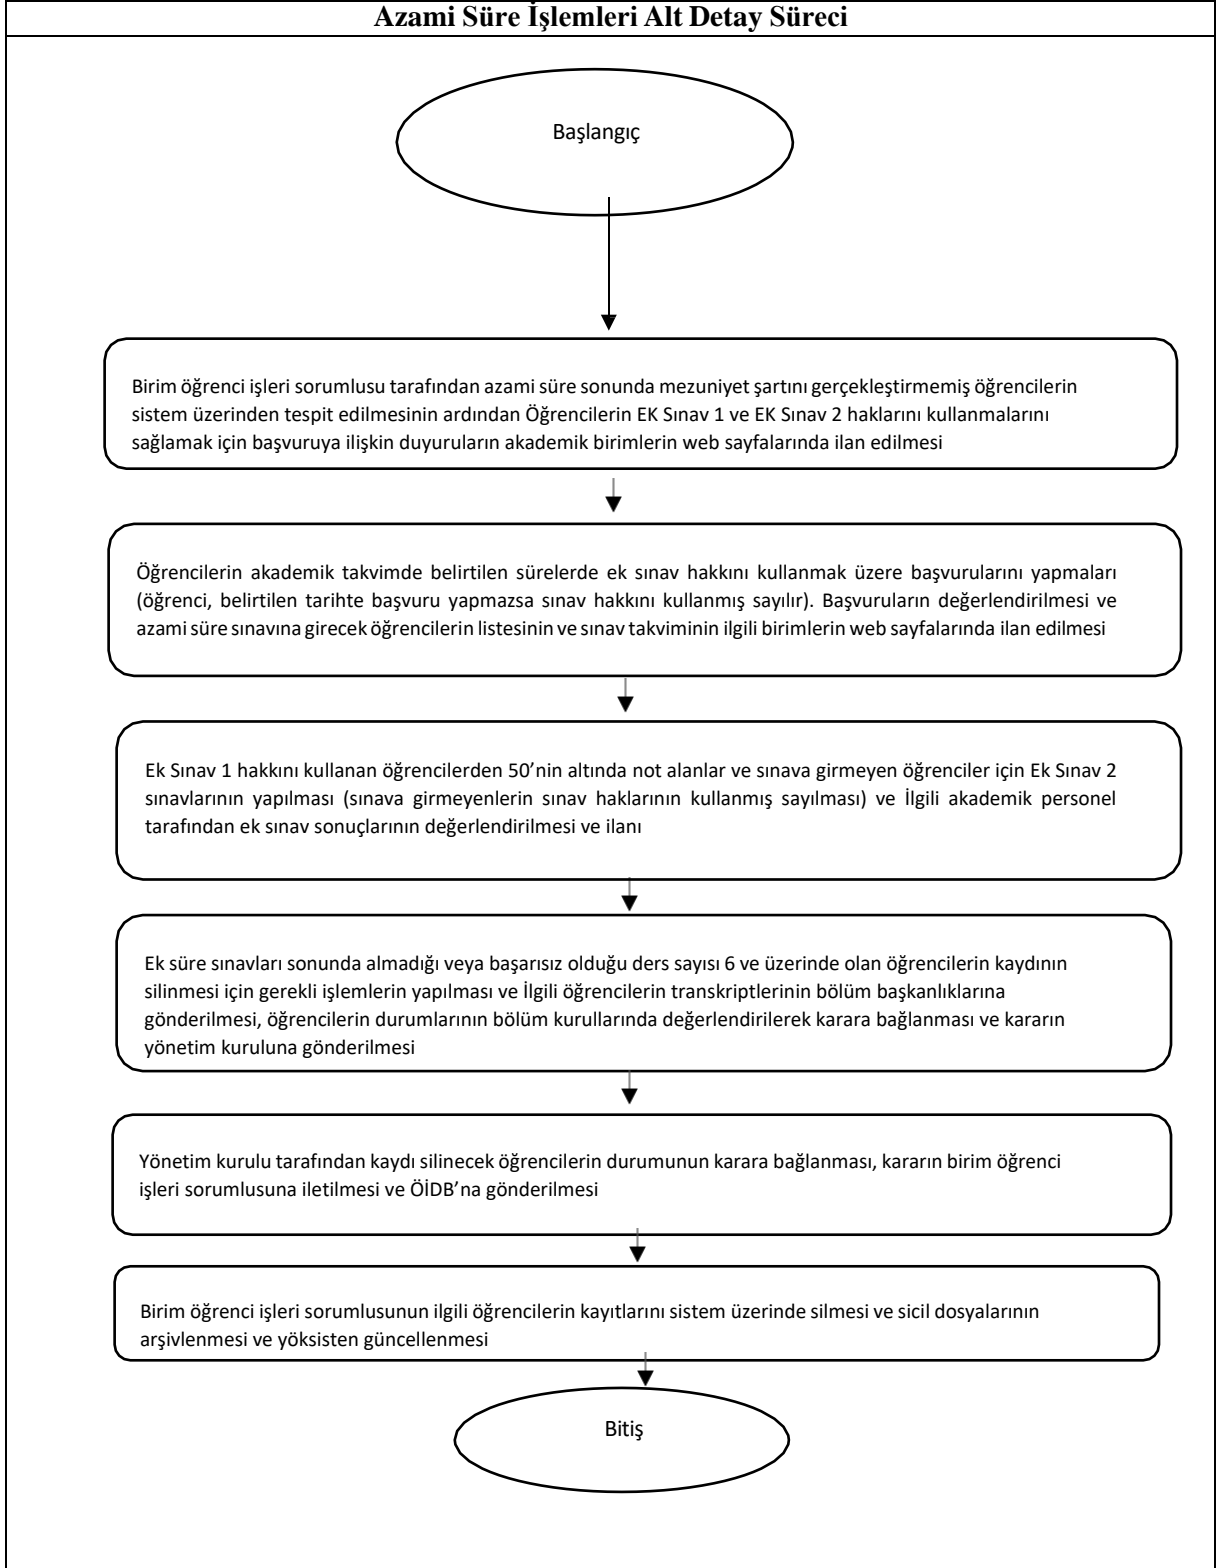 Azami Süre İşlemleri Alt Detay Süreci
Başlangıç
Birim öğrenci işleri sorumlusu tarafından azami süre sonunda mezuniyet şartını gerçekleştirmemiş öğrencilerin
sistem üzerinden tespit edilmesinin ardından Öğrencilerin EK Sınav 1 ve EK Sınav 2 haklarını kullanmalarını
sağlamak için başvuruya ilişkin duyuruların akademik birimlerin web sayfalarında ilan edilmesi
Öğrencilerin akademik takvimde belirtilen sürelerde ek sınav hakkını kullanmak üzere başvurularını yapmaları
(öğrenci, belirtilen tarihte başvuru yapmazsa sınav hakkını kullanmış sayılır). Başvuruların değerlendirilmesi ve
azami süre sınavına girecek öğrencilerin listesinin ve sınav takviminin ilgili birimlerin web sayfalarında ilan edilmesi
Ek Sınav 1 hakkını kullanan öğrencilerden 50’nin altında not alanlar ve sınava girmeyen öğrenciler için Ek Sınav 2
sınavlarının yapılması (sınava girmeyenlerin sınav haklarının kullanmış sayılması) ve İlgili akademik personel
tarafından ek sınav sonuçlarının değerlendirilmesi ve ilanı
Ek süre sınavları sonunda almadığı veya başarısız olduğu ders sayısı 6 ve üzerinde olan öğrencilerin kaydının
silinmesi için gerekli işlemlerin yapılması ve İlgili öğrencilerin transkriptlerinin bölüm başkanlıklarına
gönderilmesi, öğrencilerin durumlarının bölüm kurullarında değerlendirilerek karara bağlanması ve kararın
yönetim kuruluna gönderilmesi
Yönetim kurulu tarafından kaydı silinecek öğrencilerin durumunun karara bağlanması, kararın birim öğrenci
işleri sorumlusuna iletilmesi ve ÖİDB’na gönderilmesi
Birim öğrenci işleri sorumlusunun ilgili öğrencilerin kayıtlarını sistem üzerinde silmesi ve sicil dosyalarının
arşivlenmesi ve yöksisten güncellenmesi
Bitiş